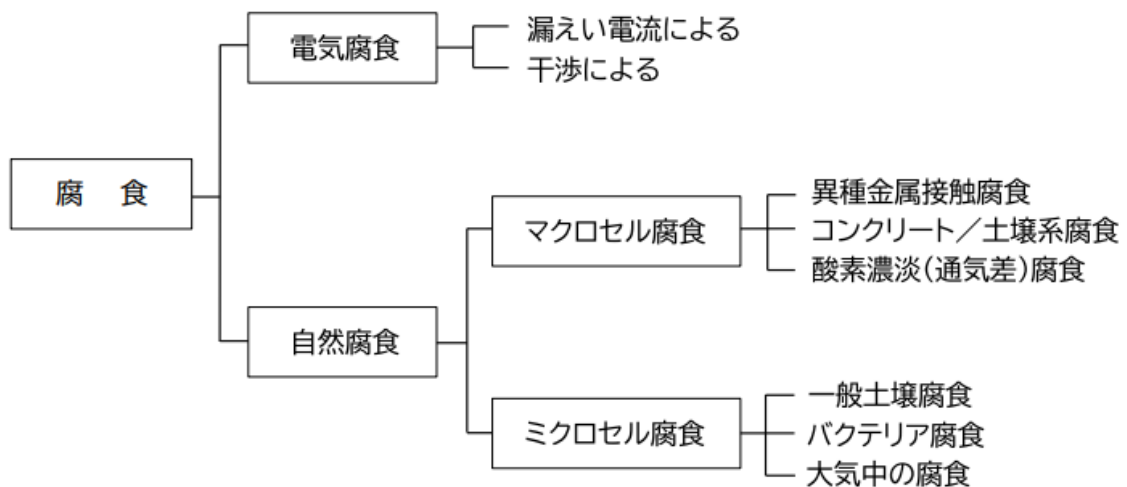 電気腐食
漏えい電流による
干渉による
腐 食
自然腐食
マクロセル腐食
異種金属接触腐食
コンクリート／土壌系腐食
酸素濃淡(通気差)腐食
ミクロセル腐食
一般土壌腐食
バクテリア腐食
大気中の腐食